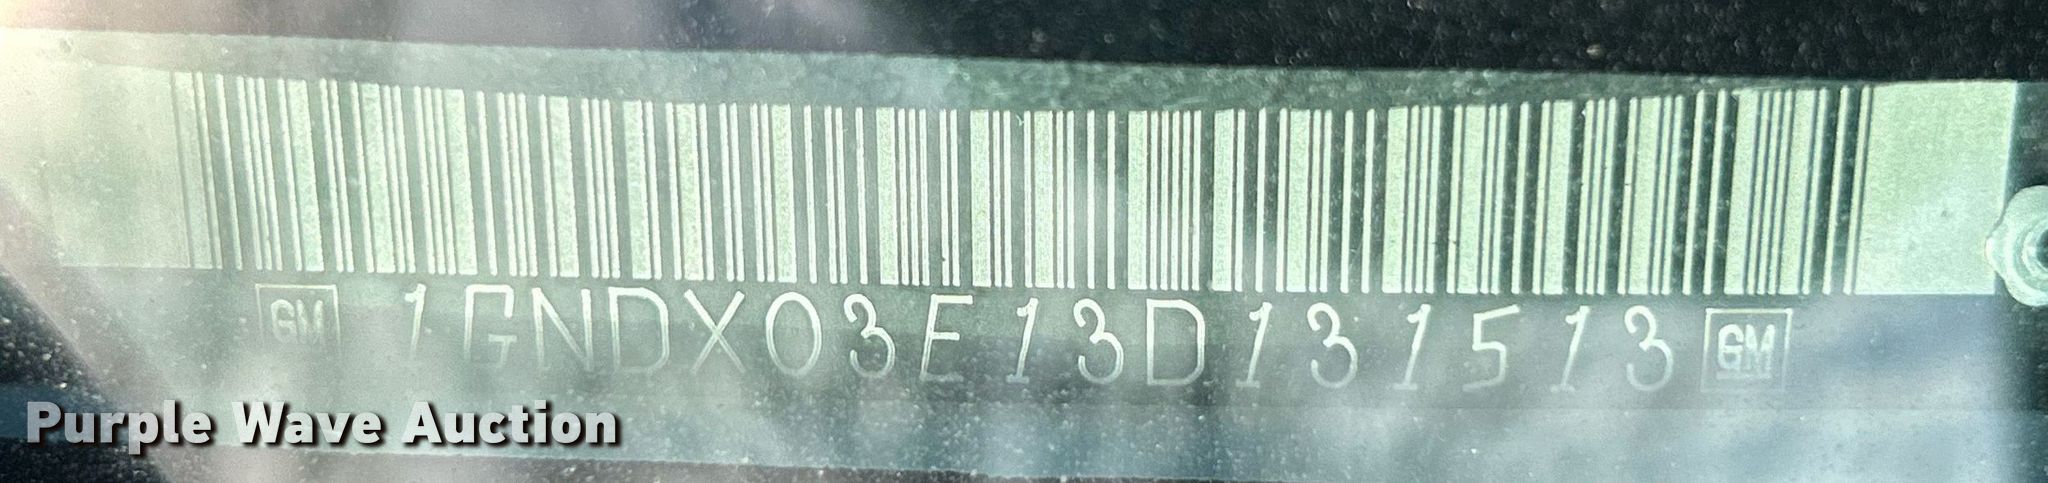 GM 1GNDX03E13D131513 GM
Purple Wave Auction